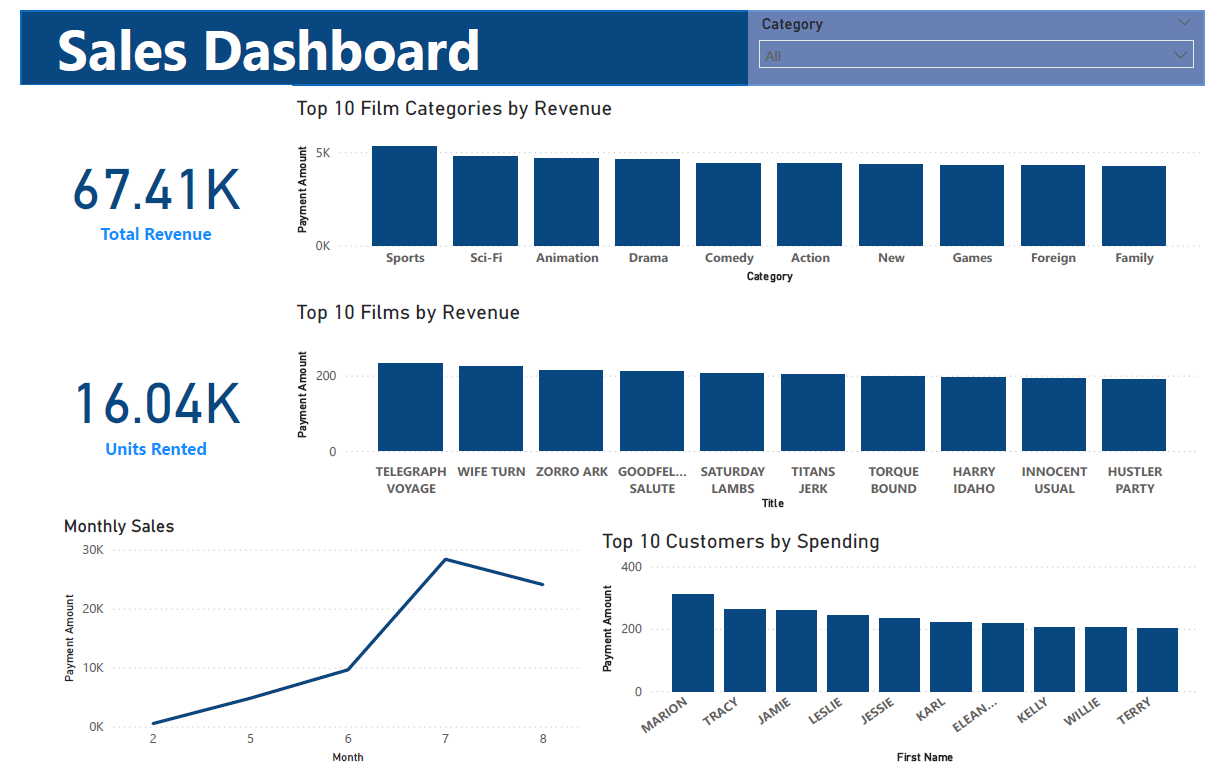 Sales Dashboard
Category
All
67.41K
Total Revenue
16.04K
Units Rented
Top 10 Film Categories by Revenue
Payment Amount
5K
0K
Sports Sci-Fi Animation Drama Comedy Action New Games Foreign Family
Category
Top 10 Films by Revenue
Payment Amount
200
0
TELEGRAPH WIFE TURN ZORRO ARK GOODFEL... SATURDAY TITANS TORQUE HARRY INNOCENT HUSTLER
VOYAGE SALUTE LAMBS JERK BOUND IDAHO USUAL PARTY
Title
Monthly Sales
Payment Amount
30K
20K
10K
0K
2 5 6 7 8
Month
Top 10 Customers by Spending
Payment Amount
400
200
0
MARION TRACY JAMIE LESLIE JESSIE KARL ELEAN... KELLY WILLIE TERRY
First Name